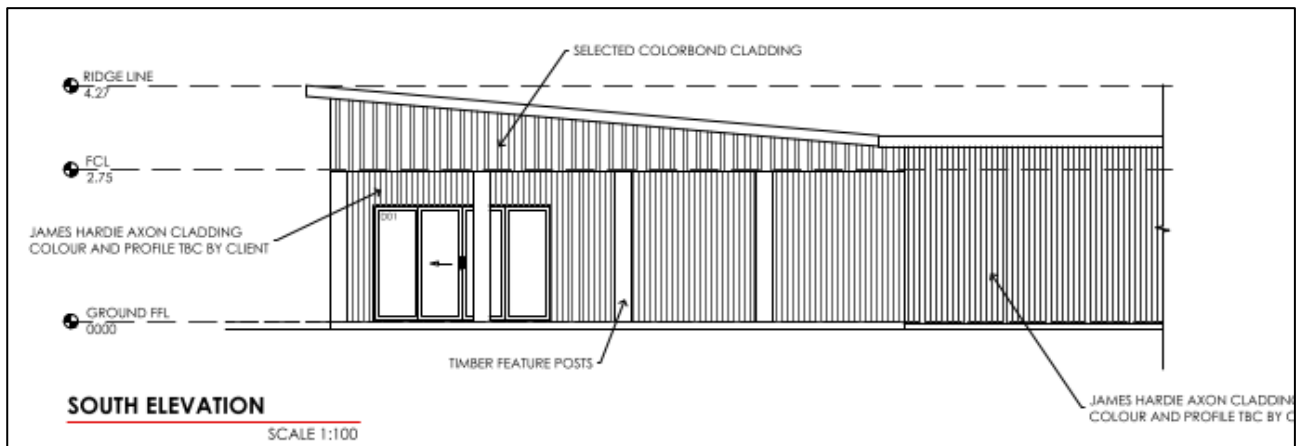 SELECTED COLORBOND CLADDING
RIDGE LINE
4.27
FCL
2.75
D01
JAMES HARDIE AXON CLADDING
COLOUR AND PROFILE TBC BY CLIENT
GROUND FFL
0000
TIMBER FEATURE POSTS
SOUTH ELEVATION
SCALE 1:100
JAMES HARDIE AXON CLADDING
COLOUR AND PROFILE TBC BY C